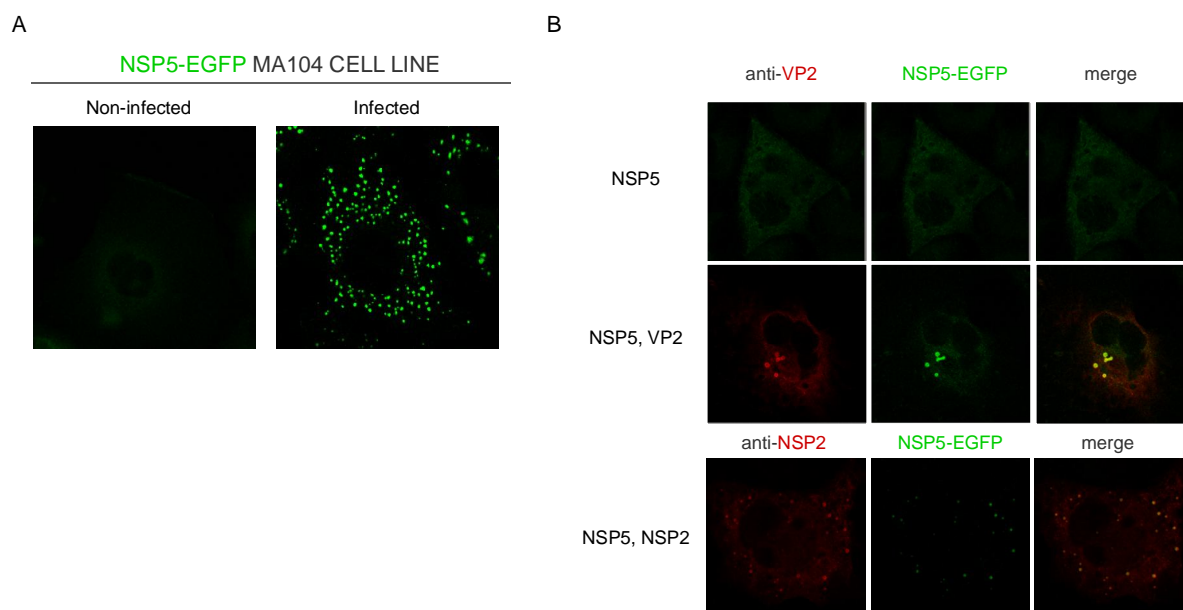 A
NSP5-EGFP MA104 CELL LINE
Non-infected
Infected
B
anti-VP2
NSP5-EGFP
merge
NSP5
NSP5, VP2
anti-NSP2
NSP5-EGFP
merge
NSP5, NSP2